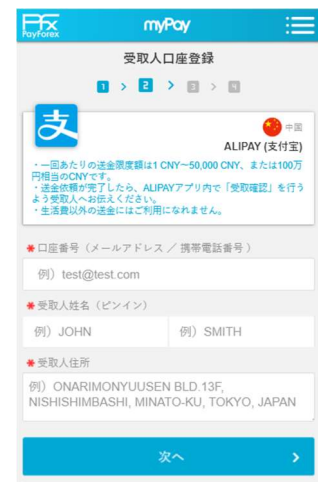 PFX
PayForex
myPay
受取人口座登録
1 > 2 > 3 > 4
支
中国
ALIPAY (支付宝)
・一回あたりの送金限度額は1 CNY～50,000 CNY、または100万
円相当のCNYです。
・送金依頼が完了したら、ALIPAYアプリ内で「受取確認」を行う
よう受取人へお伝えください。
・生活費以外の送金にはご利用になれません。
✱口座番号（メールアドレス ／ 携帯電話番号 ）
例）test@test.com
✱受取人姓名（ピンイン）
例）JOHN 例）SMITH
✱受取人住所
例）ONARIMONYUUSEN BLD.13F,
NISHISHIMBASHI, MINATO-KU, TOKYO, JAPAN
次へ >